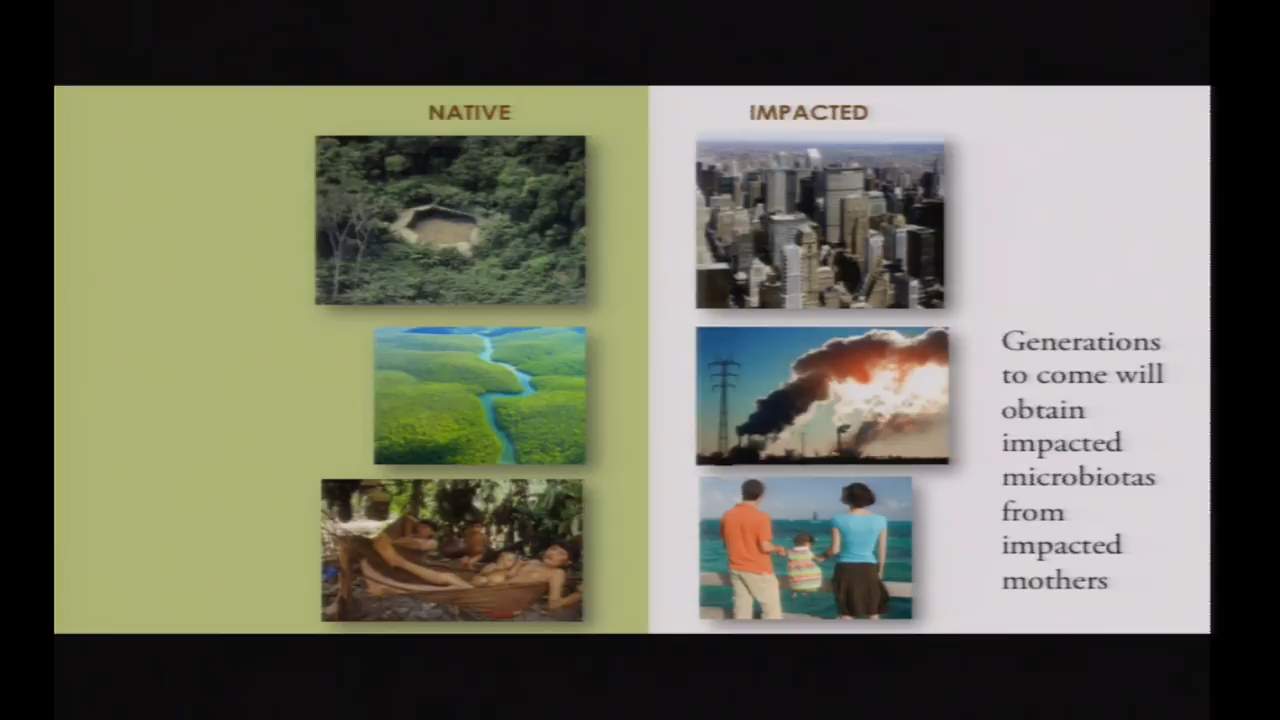 NATIVE
IMPACTED
Generations
to come will
obtain
impacted
microbiotas
from
impacted
mothers